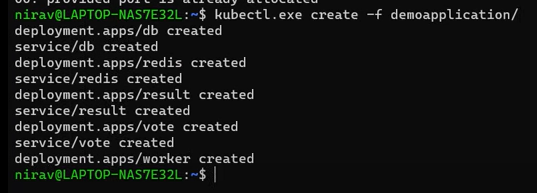 00: provided port is already allocated
nirav@LAPTOP-NAS7E32L:~$ kubectl.exe create -f demoapplication/
deployment.apps/db created
service/db created
deployment.apps/redis created
service/redis created
deployment.apps/result created
service/result created
deployment.apps/vote created
service/vote created
deployment.apps/worker created
nirav@LAPTOP-NAS7E32L:~$